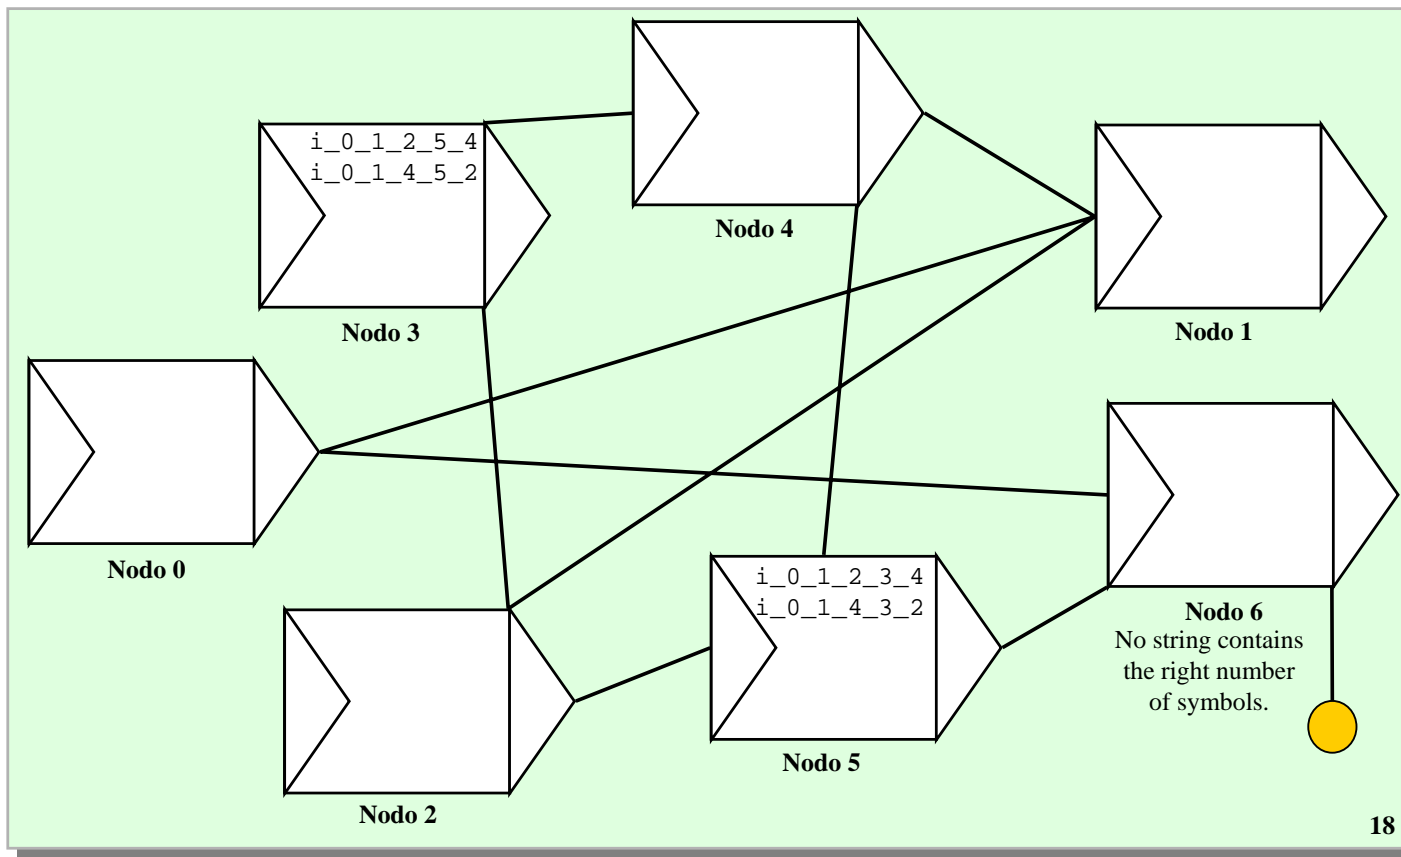 i_0_1_2_5_4
i_0_1_4_5_2
Nodo 3
Nodo 4
Nodo 1
Nodo 0
Nodo 2
i_0_1_2_3_4
i_0_1_4_3_2
Nodo 5
Nodo 6
No string contains
the right number
of symbols.
18